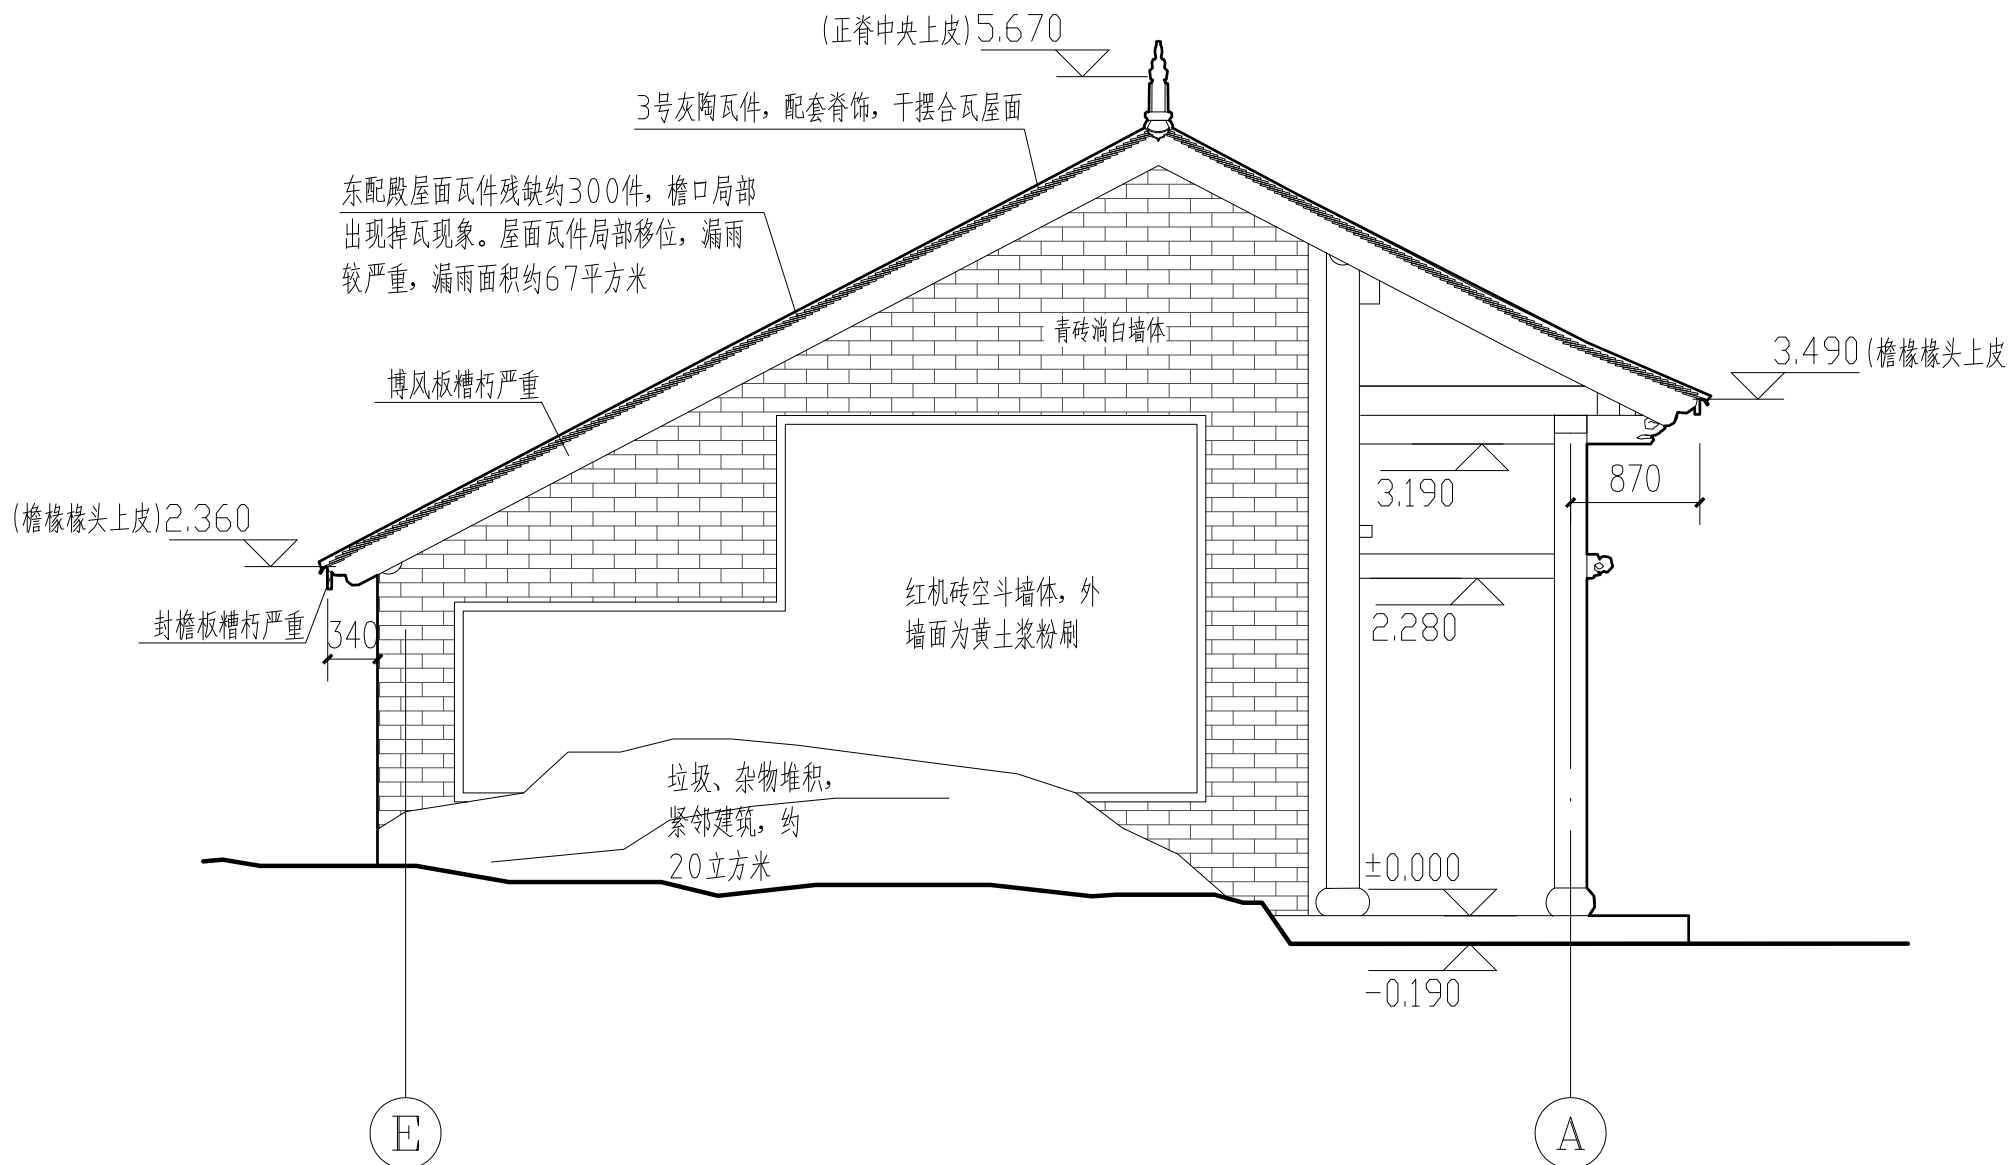 (正脊中央上皮)5.670
3号灰陶瓦件，配套脊饰，干摆合瓦屋面
东配殿屋面瓦件残缺约300件，檐口局部
出现掉瓦现象。屋面瓦件局部移位，漏雨
较严重，漏雨面积约67平方米
青砖淌白墙体
3.490(檐椽椽头上皮
博风板糟朽严重
3.190
870
(檐椽椽头上皮)2.360
红机砖空斗墙体，外
墙面为黄土浆粉刷
封檐板糟朽严重
340
2.280
垃圾、杂物堆积，
紧邻建筑，约
20立方米
±0.000
-0.190
E
A